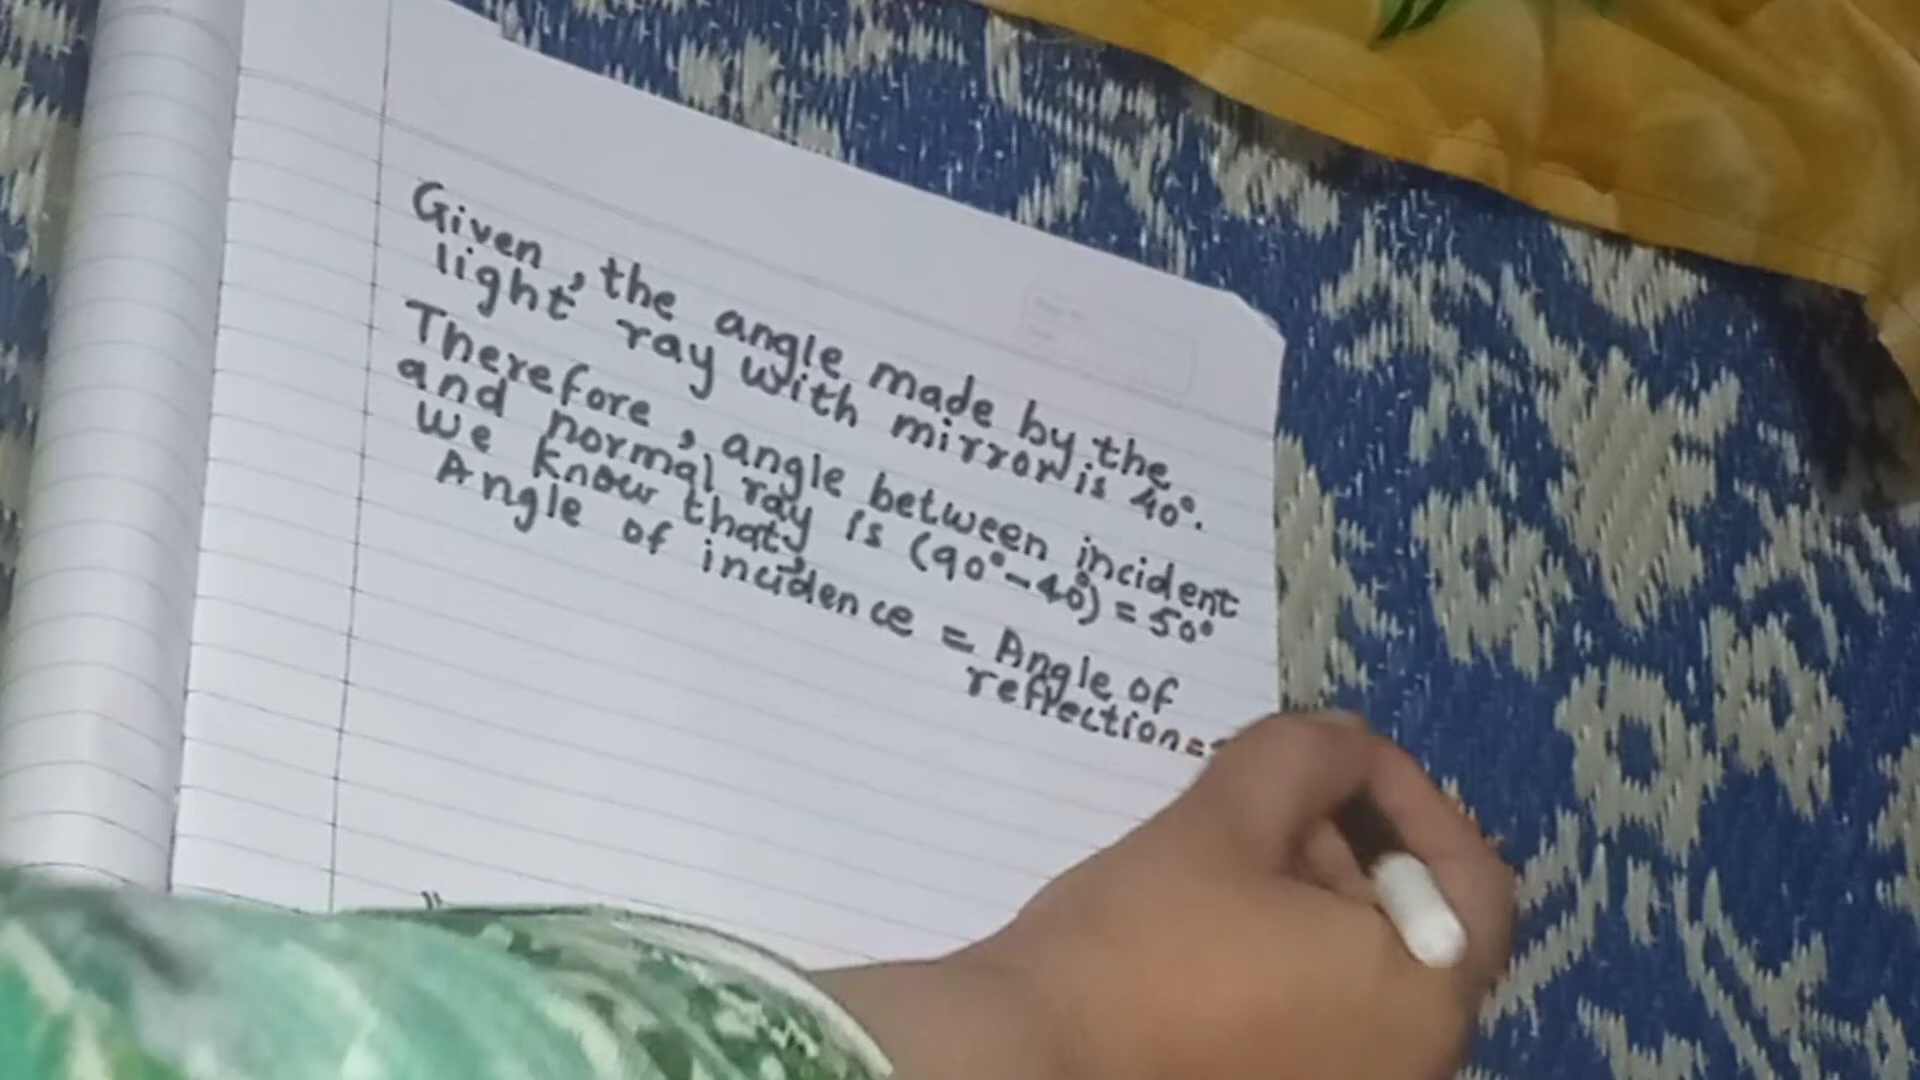 Given, the angle made by the
light ray with mirror is 40°.
Therefore, angle between incident
and normal ray is (90°-40°) = 50°
we know that,
Angle of incidence = Angle of
reflection=